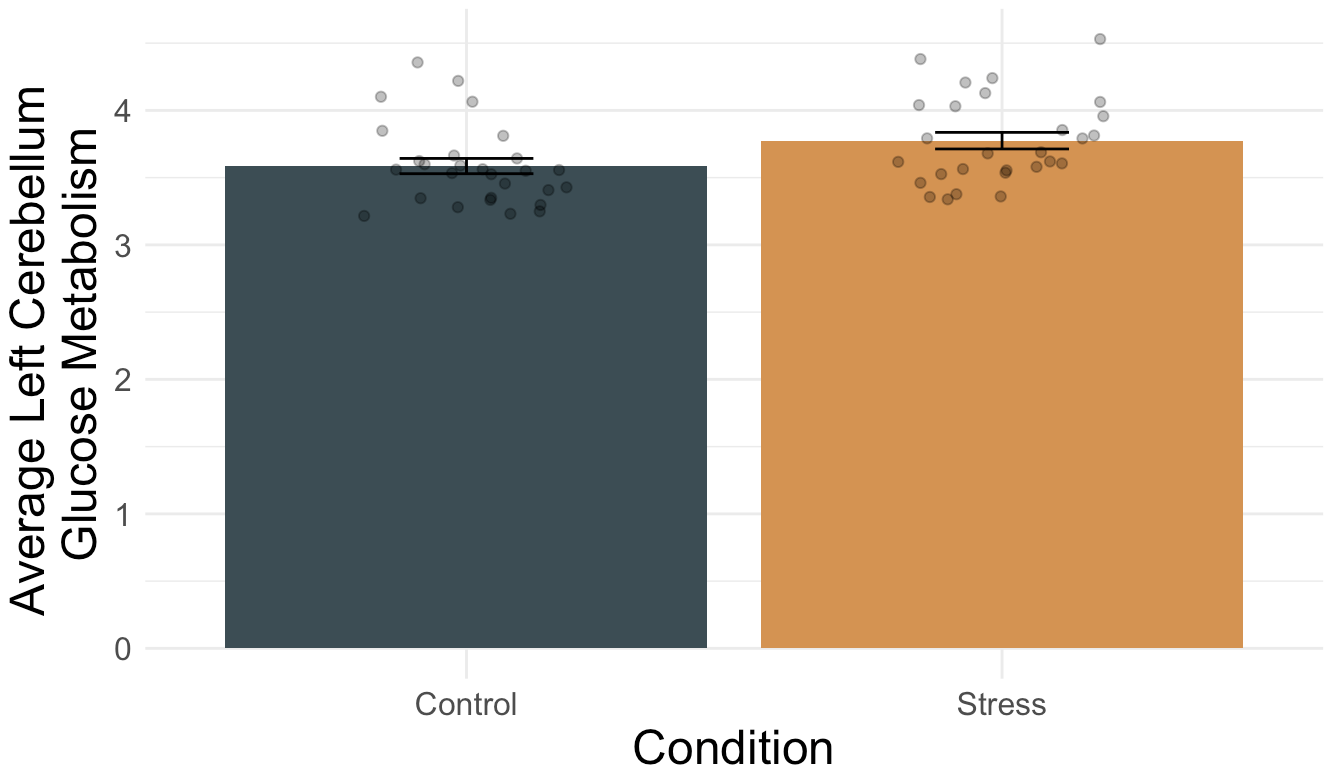 Average Left Cerebellum
Glucose Metabolism
4
3
2
1
0
Control
Stress
Condition